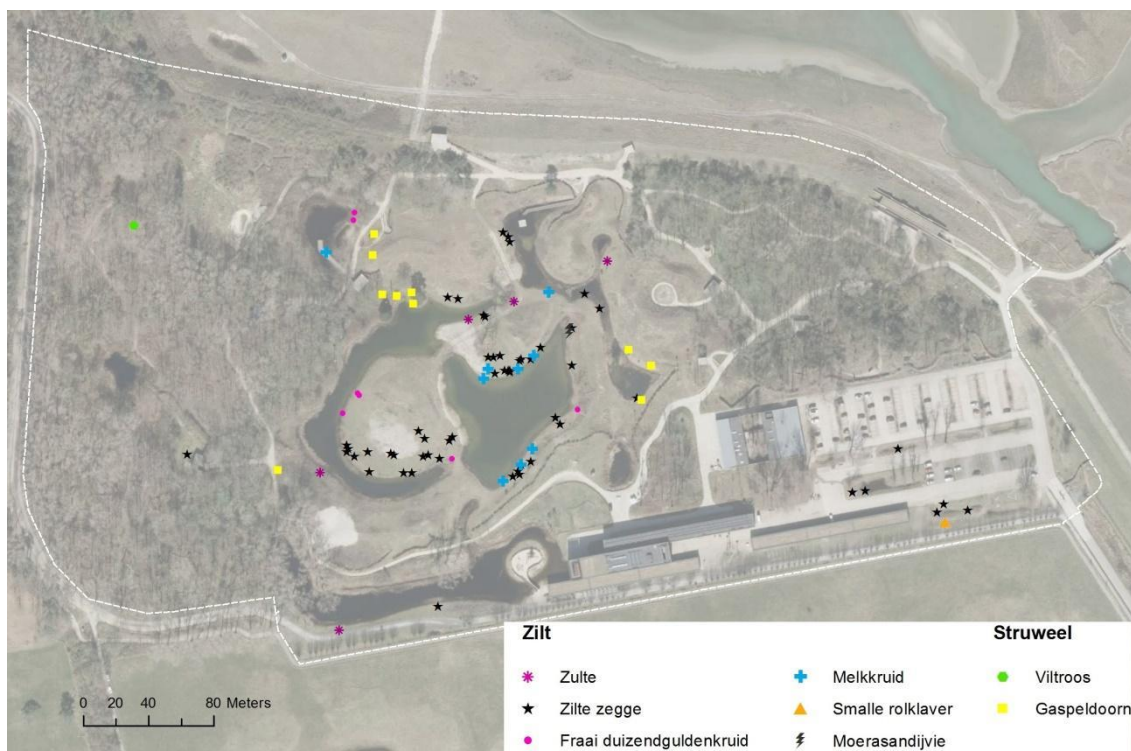 0 20 40 80 Meters
Zilt Struweel
Zulte Melkkruid Viltroos
Zilte zegge Smalle rolklaver Gaspeldoorn
Fraai duizendguldenkruid Moerasandijvie